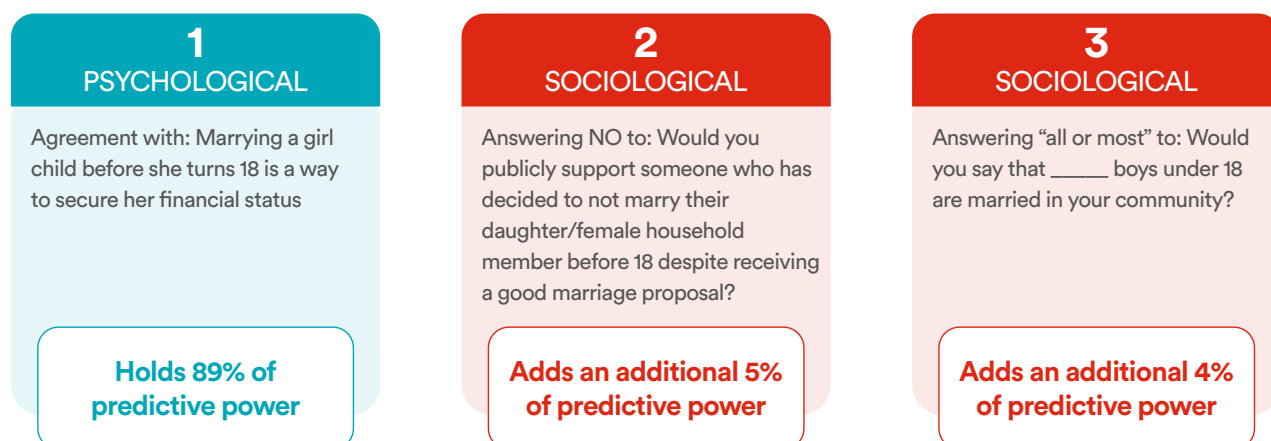 1
PSYCHOLOGICAL
Agreement with: Marrying a girl
child before she turns 18 is a way
to secure her financial status
Holds 89% of
predictive power
2
SOCIOLOGICAL
Answering NO to: Would you
publicly support someone who has
decided to not marry their
daughter/female household
member before 18 despite receiving
a good marriage proposal?
Adds an additional 5%
of predictive power
3
SOCIOLOGICAL
Answering “all or most” to: Would
you say that _____ boys under 18
are married in your community?
Adds an additional 4%
of predictive power